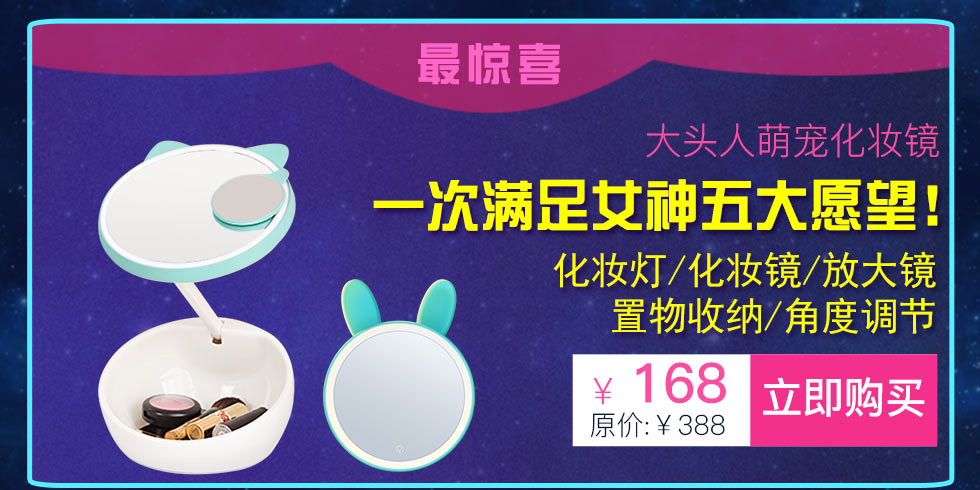 最惊喜
大头人萌宠化妆镜
一次满足女神五大愿望！
化妆灯/化妆镜/放大镜
置物收纳/角度调节
￥168
原价:￥388
立即购买